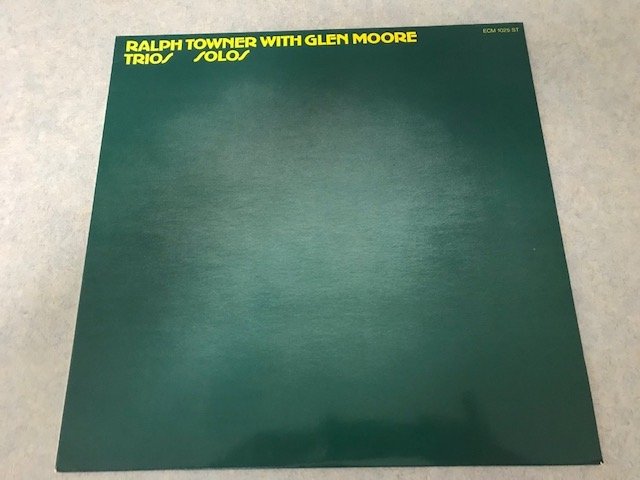 RALPH TOWNER WITH GLEN MOORE
TRIOS SOLOS
ECM 1025 ST